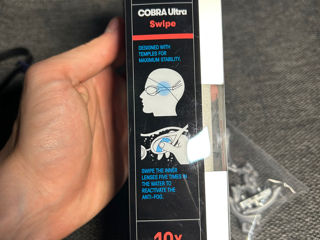 COBRA Ultra
Swipe
DESIGNED WITH
TEMPLES FOR
MAXIMUM STABILITY.
SWIPE THE INNER
LENSES FIVE TIMES IN
THE WATER TO
REACTIVATE THE
ANTI-FOG.
10X